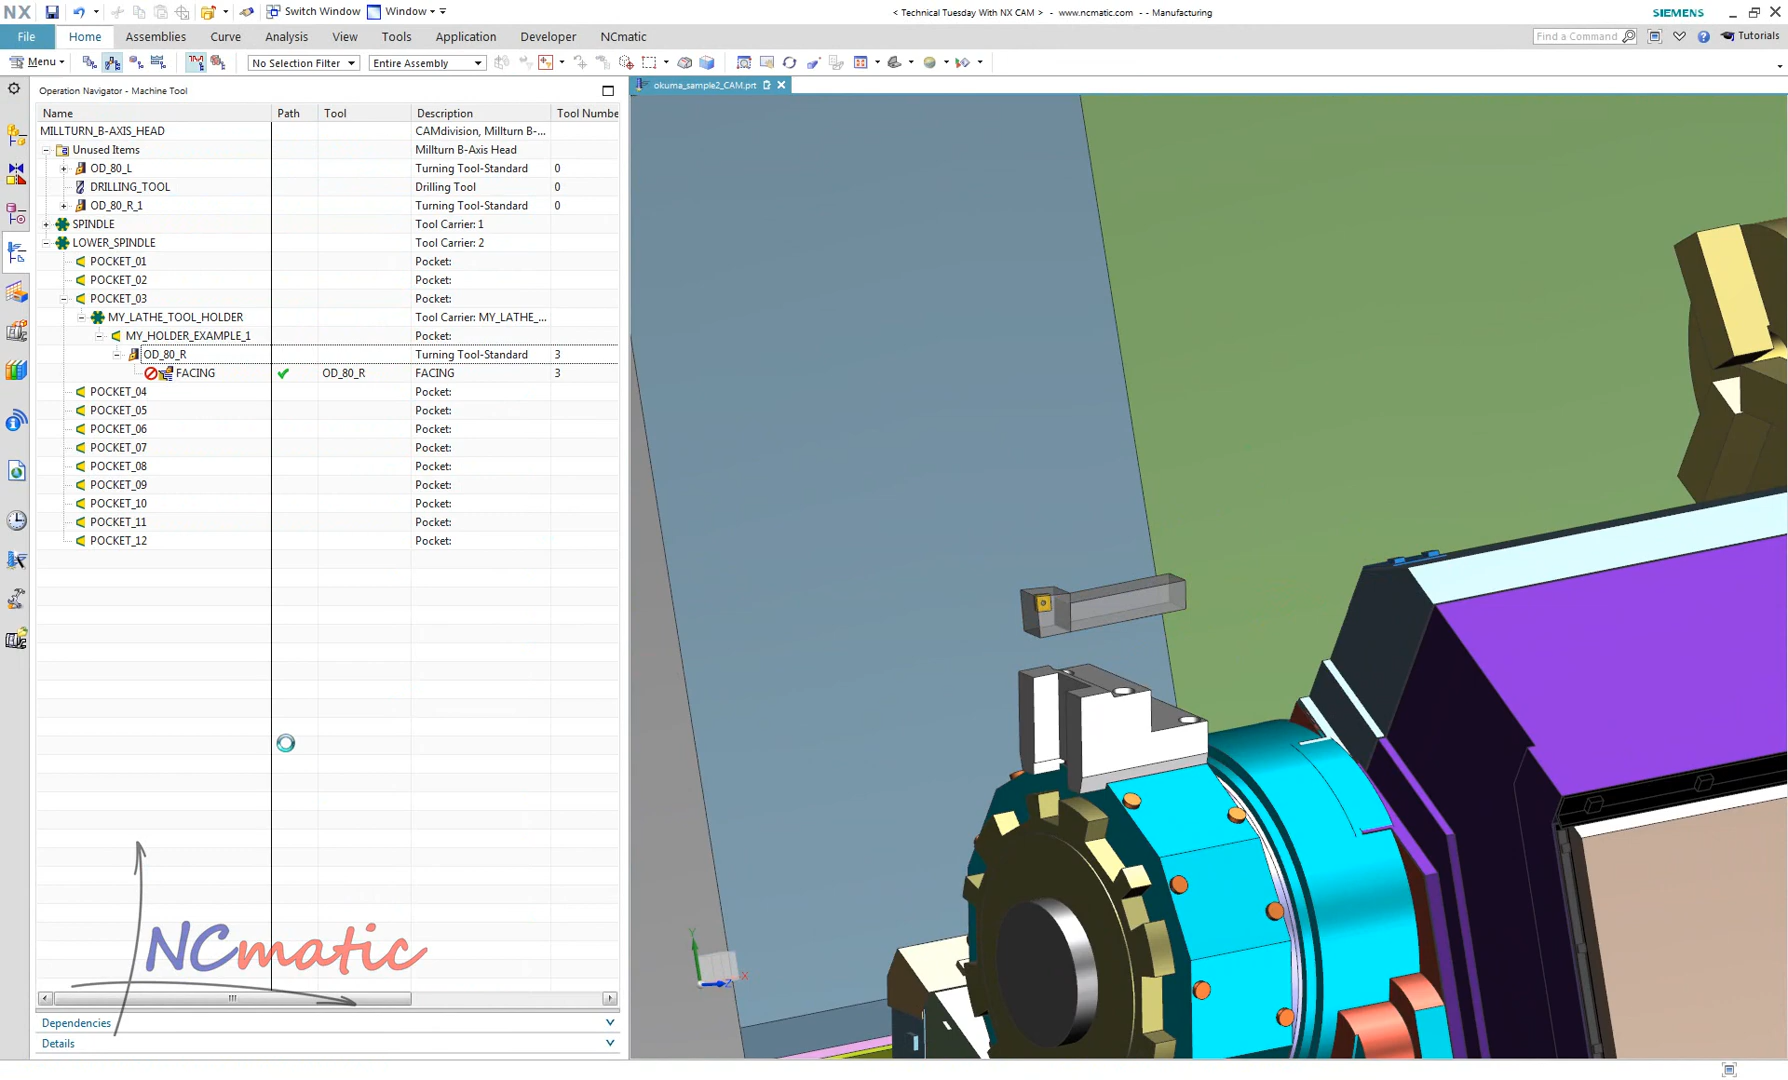 NX Switch Window Window < Technical Tuesday With NX CAM > - www.ncmatic.com - - Manufacturing SIEMENS
File Home Assemblies Curve Analysis View Tools Application Developer NCmatic Find a Command Tutorials
Menu No Selection Filter Entire Assembly
Operation Navigator - Machine Tool okuma_sample2_CAM.prt
Name Path Tool Description Tool Numbe
MILLTURN_B-AXIS_HEAD CAMdivision, Millturn B-...
Unused Items Millturn B-Axis Head
OD_80_L Turning Tool-Standard 0
DRILLING_TOOL Drilling Tool 0
OD_80_R_1 Turning Tool-Standard 0
SPINDLE Tool Carrier: 1
LOWER_SPINDLE Tool Carrier: 2
POCKET_01 Pocket:
POCKET_02 Pocket:
POCKET_03 Pocket:
MY_LATHE_TOOL_HOLDER Tool Carrier: MY_LATHE_...
MY_HOLDER_EXAMPLE_1 Pocket:
OD_80_R Turning Tool-Standard 3
FACING OD_80_R FACING 3
POCKET_04 Pocket:
POCKET_05 Pocket:
POCKET_06 Pocket:
POCKET_07 Pocket:
POCKET_08 Pocket:
POCKET_09 Pocket:
POCKET_10 Pocket:
POCKET_11 Pocket:
POCKET_12 Pocket:
Y
X
Z
NCmatic
Dependencies
Details